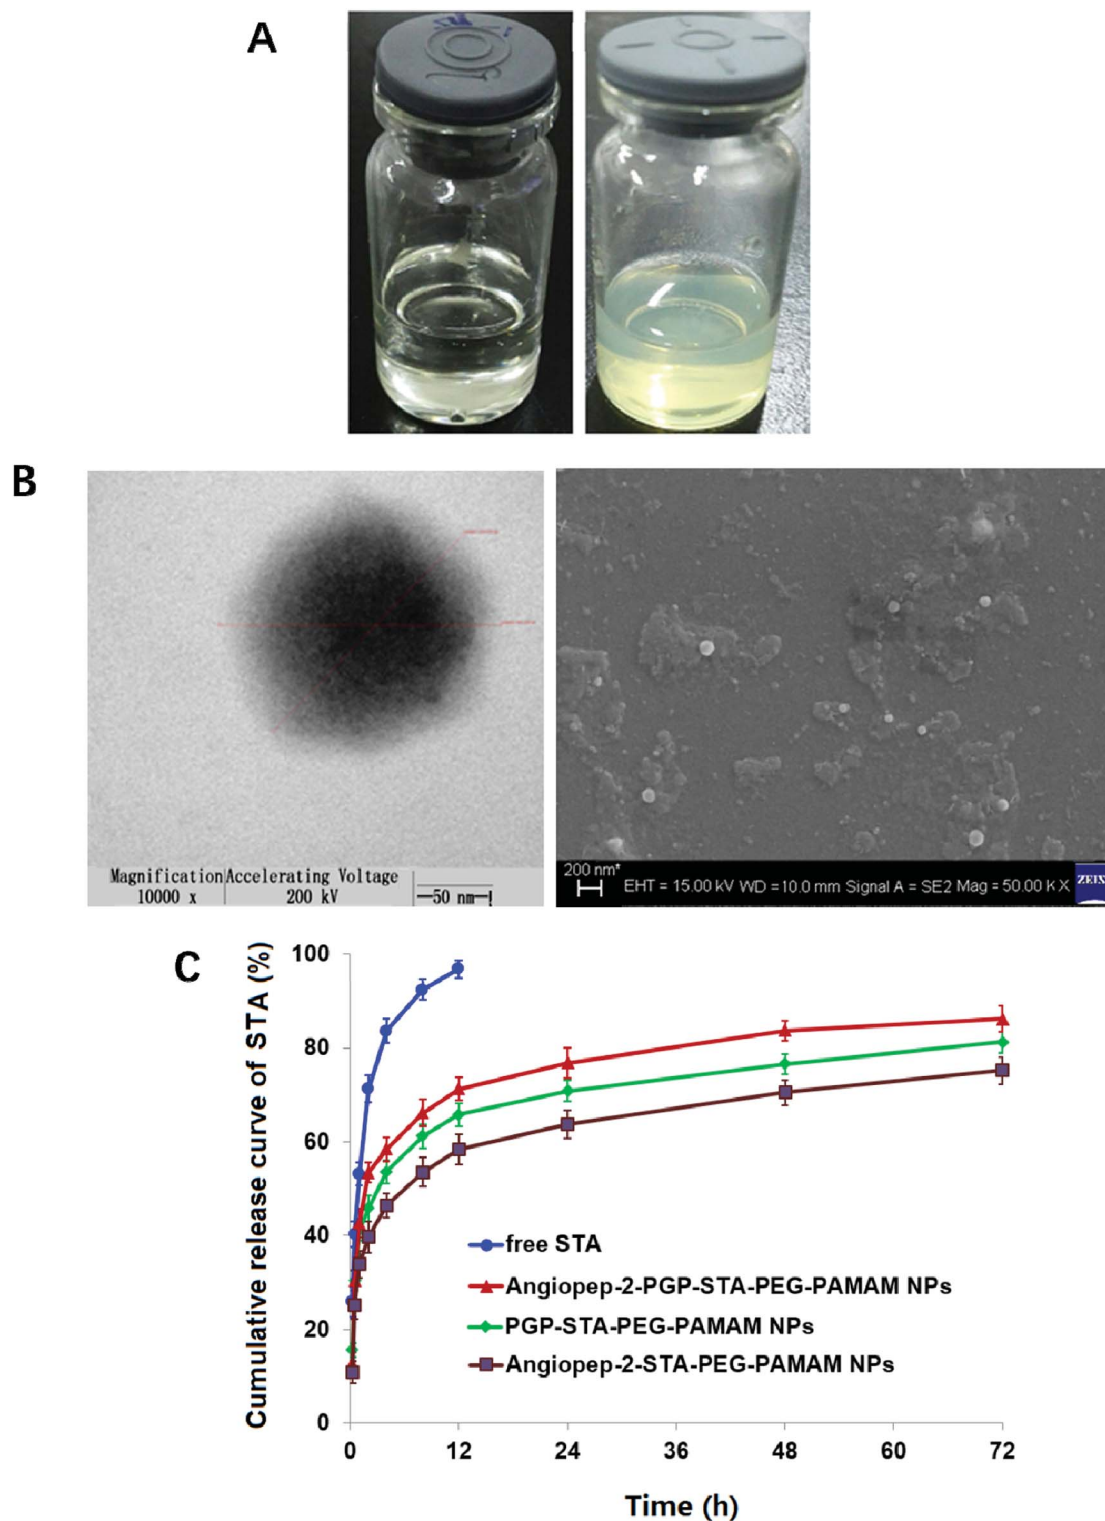 A
B
Magnification Accelerating Voltage
10000 x 200 kV 50 nm
200 nm*
EHT = 15.00 kV WD =10.0 mm Signal A = SE2 Mag = 50.00 K X
ZEIX
C
Cumulative release curve of STA (%)
100
80
60
40
20
0
free STA
Angiopep-2-PGP-STA-PEG-PAMAM NPs
PGP-STA-PEG-PAMAM NPs
Angiopep-2-STA-PEG-PAMAM NPs
0 12 24 36 48 60 72
Time (h)